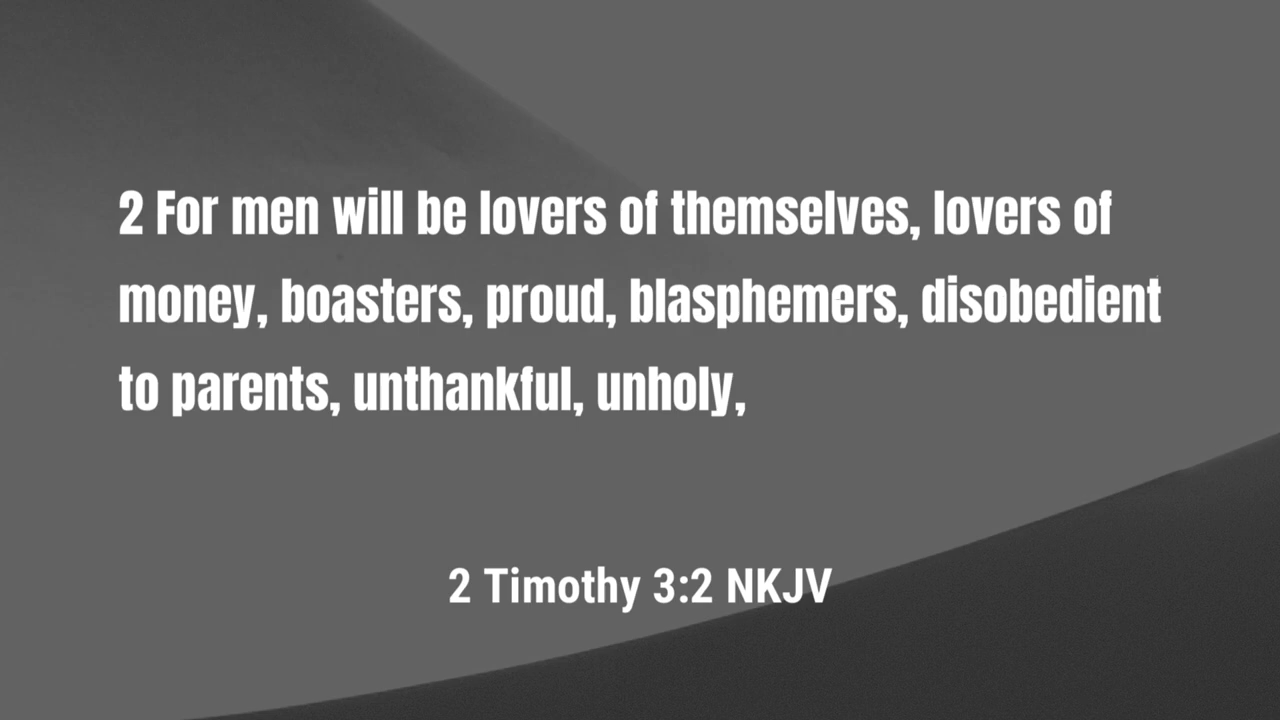 2 For men will be lovers of themselves, lovers of
money, boasters, proud, blasphemers, disobedient
to parents, unthankful, unholy,
2 Timothy 3:2 NKJV